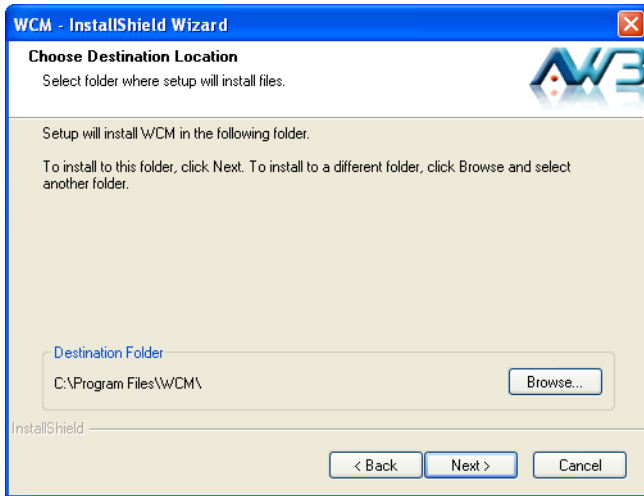 WCM - InstallShield Wizard
Choose Destination Location
Select folder where setup will install files.
AW3
Setup will install WCM in the following folder.
To install to this folder, click Next. To install to a different folder, click Browse and select
another folder.
Destination Folder
C:\Program Files\WCM\
Browse...
InstallShield
< Back
Next >
Cancel